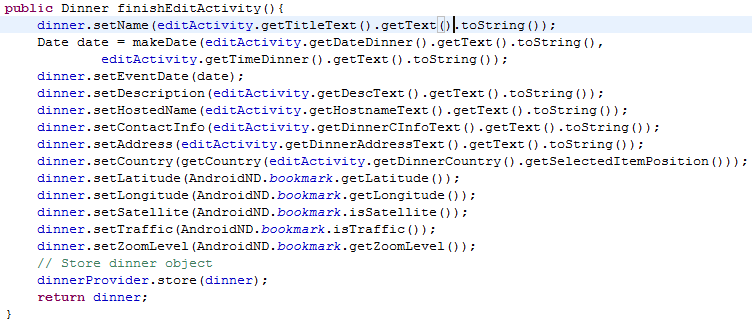 public Dinner finishEditActivity(){
    dinner.setName(editActivity.getTitleText().getText().toString());
    Date date = makeDate(editActivity.getDateDinner().getText().toString(),
            editActivity.getTimeDinner().getText().toString());
    dinner.setEventDate(date);
    dinner.setDescription(editActivity.getDescText().getText().toString());
    dinner.setHostedName(editActivity.getHostnameText().getText().toString());
    dinner.setContactInfo(editActivity.getDinnerCInfoText().getText().toString());
    dinner.setAddress(editActivity.getDinnerAddressText().getText().toString());
    dinner.setCountry(getCountry(editActivity.getDinnerCountry().getSelectedItemPosition()));
    dinner.setLatitude(AndroidND.bookmark.getLatitude());
    dinner.setLongitude(AndroidND.bookmark.getLongitude());
    dinner.setSatellite(AndroidND.bookmark.isSatellite());
    dinner.setTraffic(AndroidND.bookmark.isTraffic());
    dinner.setZoomLevel(AndroidND.bookmark.getZoomLevel());
    // Store dinner object
    dinnerProvider.store(dinner);
    return dinner;
}